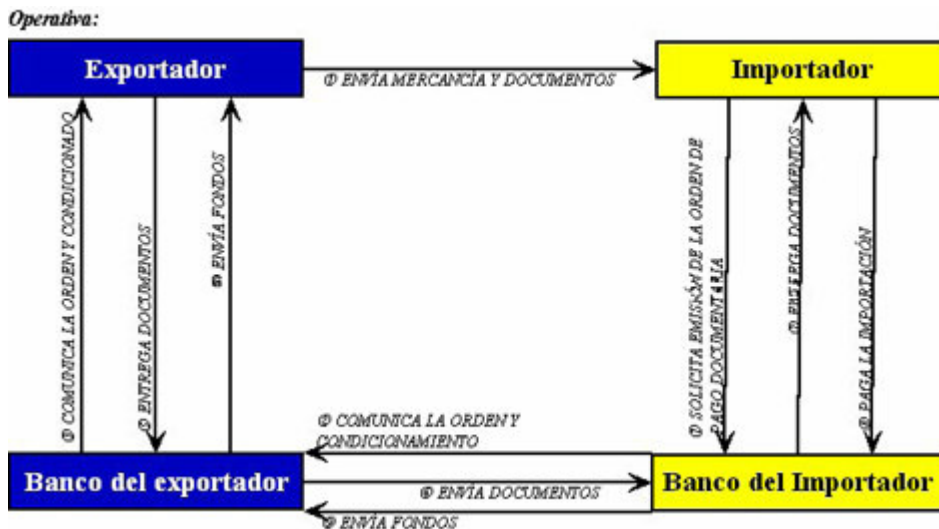 Operativa:
Exportador
Importador
ENVÍA MERCANCÍA Y DOCUMENTOS
COMUNICA LA ORDEN Y CONDICIONADO
ENTREGA DOCUMENTOS
ENVÍA FONDOS
SOLICITA EMISIÓN DE LA ORDEN DE
PAGO DOCUMENTARIA
ENTREGA DOCUMENTOS
PAGA LA IMPORTACIÓN
COMUNICA LA ORDEN Y
CONDICIONAMIENTO
Banco del exportador
Banco del Importador
ENVÍA DOCUMENTOS
ENVÍA FONDOS